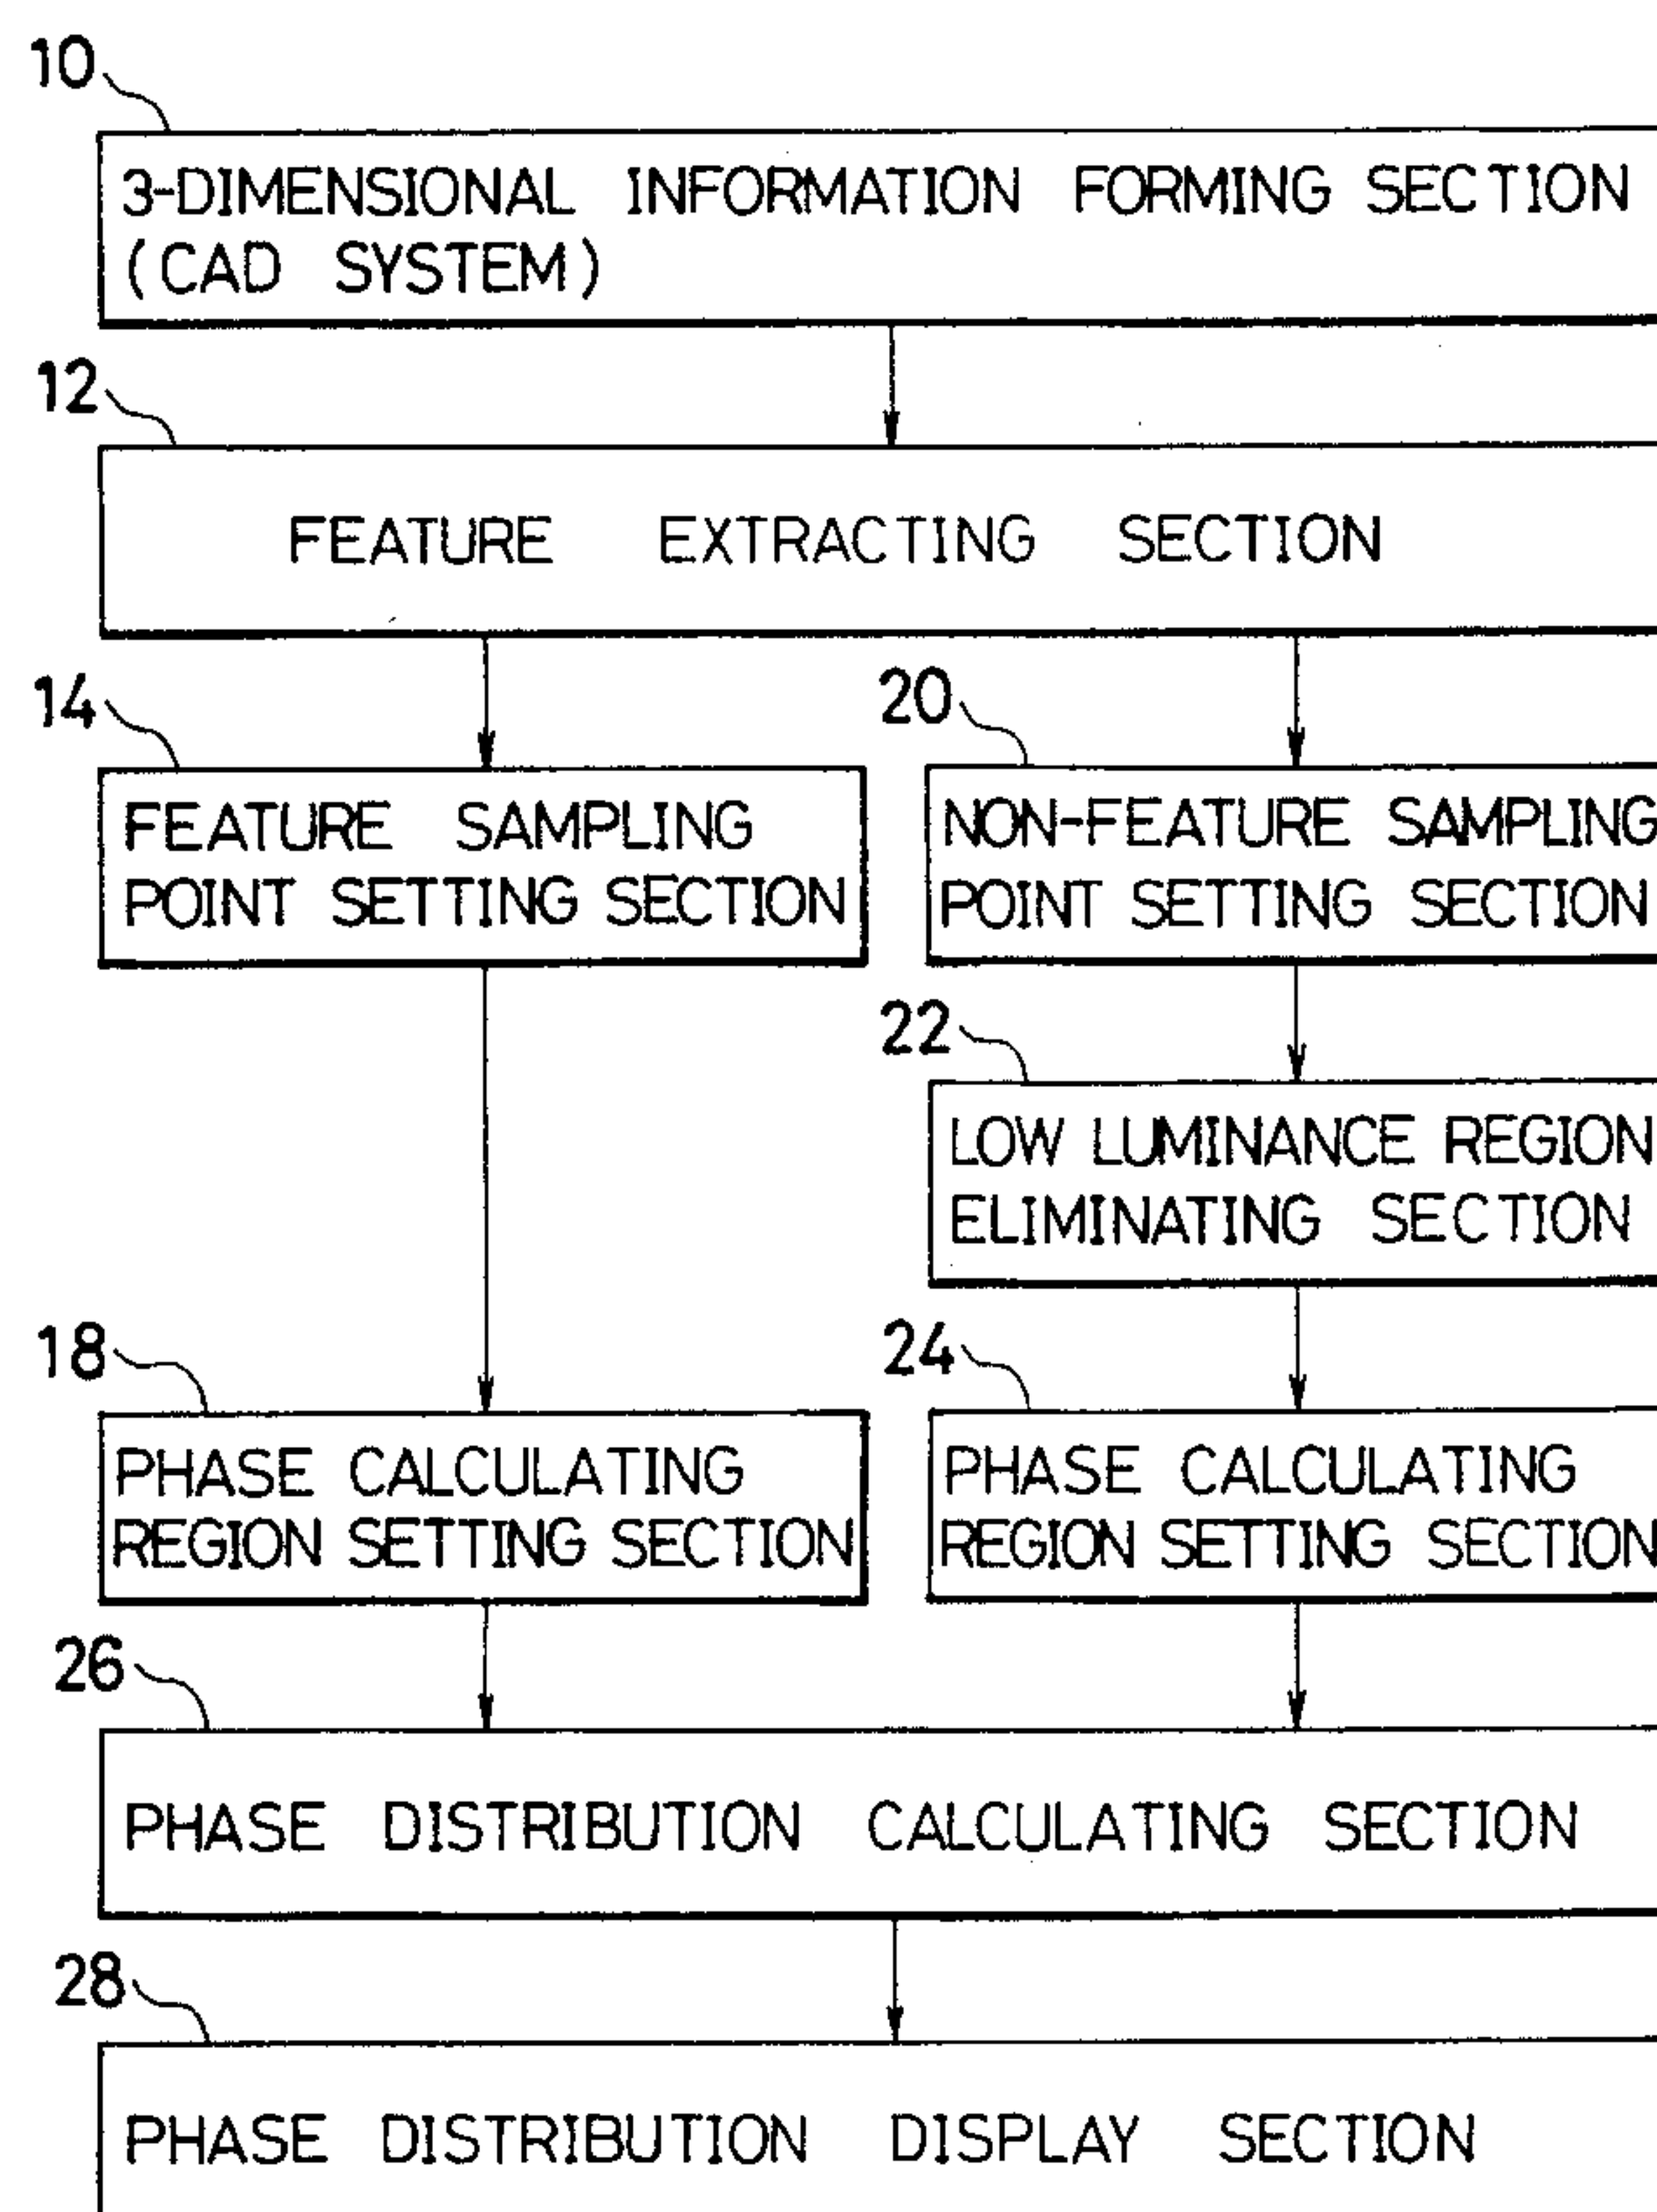 10
3-DIMENSIONAL INFORMATION FORMING SECTION
(CAD SYSTEM)
12
FEATURE EXTRACTING SECTION
14
FEATURE SAMPLING
POINT SETTING SECTION
20
NON-FEATURE SAMPLING
POINT SETTING SECTION
22
LOW LUMINANCE REGION
ELIMINATING SECTION
18
PHASE CALCULATING
REGION SETTING SECTION
24
PHASE CALCULATING
REGION SETTING SECTION
26
PHASE DISTRIBUTION CALCULATING SECTION
28
PHASE DISTRIBUTION DISPLAY SECTION